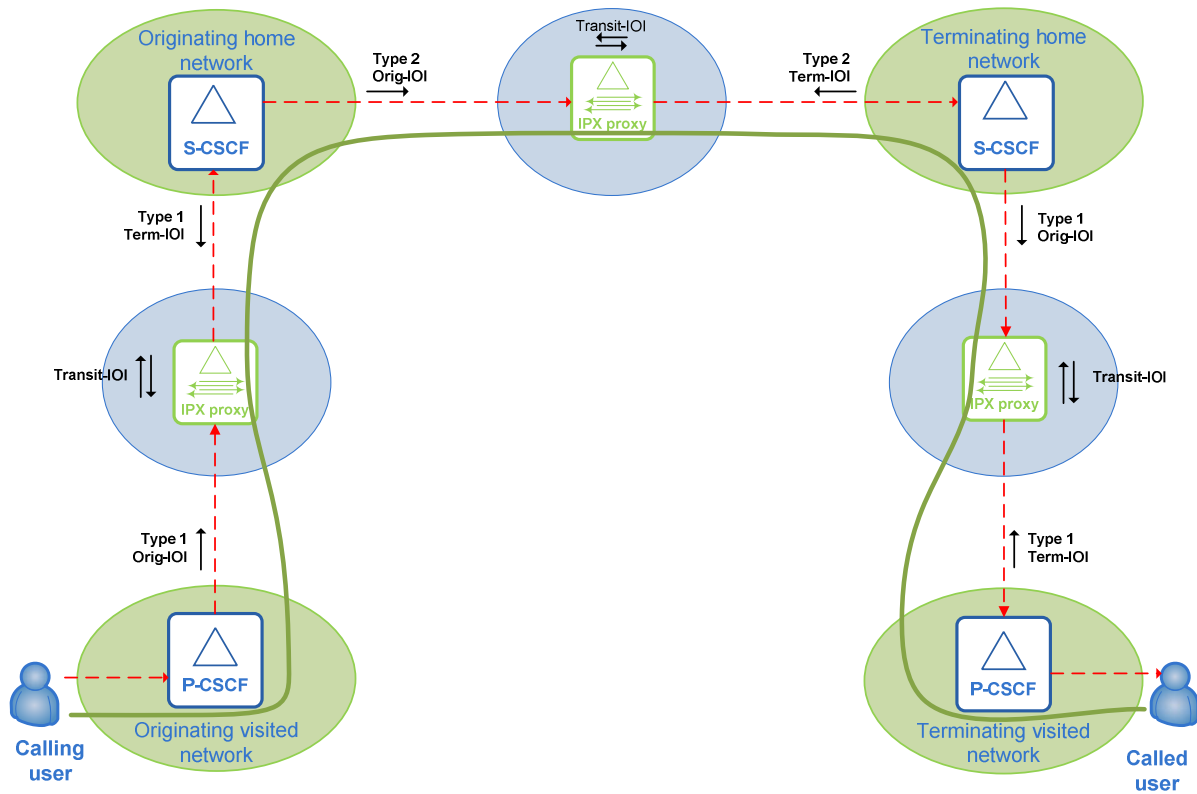 Originating home
network
S-CSCF
Type 2
Orig-IOI
Transit-IOI
IPX proxy
Type 2
Term-IOI
Terminating home
network
S-CSCF
Type 1
Term-IOI
Type 1
Orig-IOI
Transit-IOI
IPX proxy
IPX proxy
Transit-IOI
Type 1
Orig-IOI
Type 1
Term-IOI
P-CSCF
Originating visited
network
Calling
user
P-CSCF
Terminating visited
network
Called
user